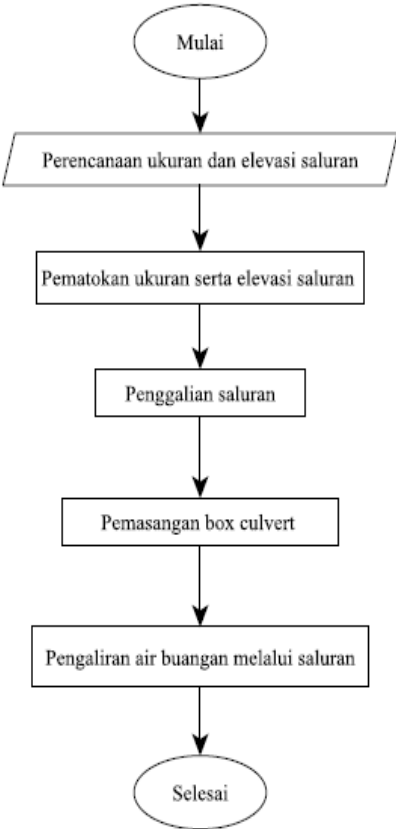 Mulai
Perencanaan ukuran dan elevasi saluran
Pematokan ukuran serta elevasi saluran
Penggalian saluran
Pemasangan box culvert
Pengaliran air buangan melalui saluran
Selesai